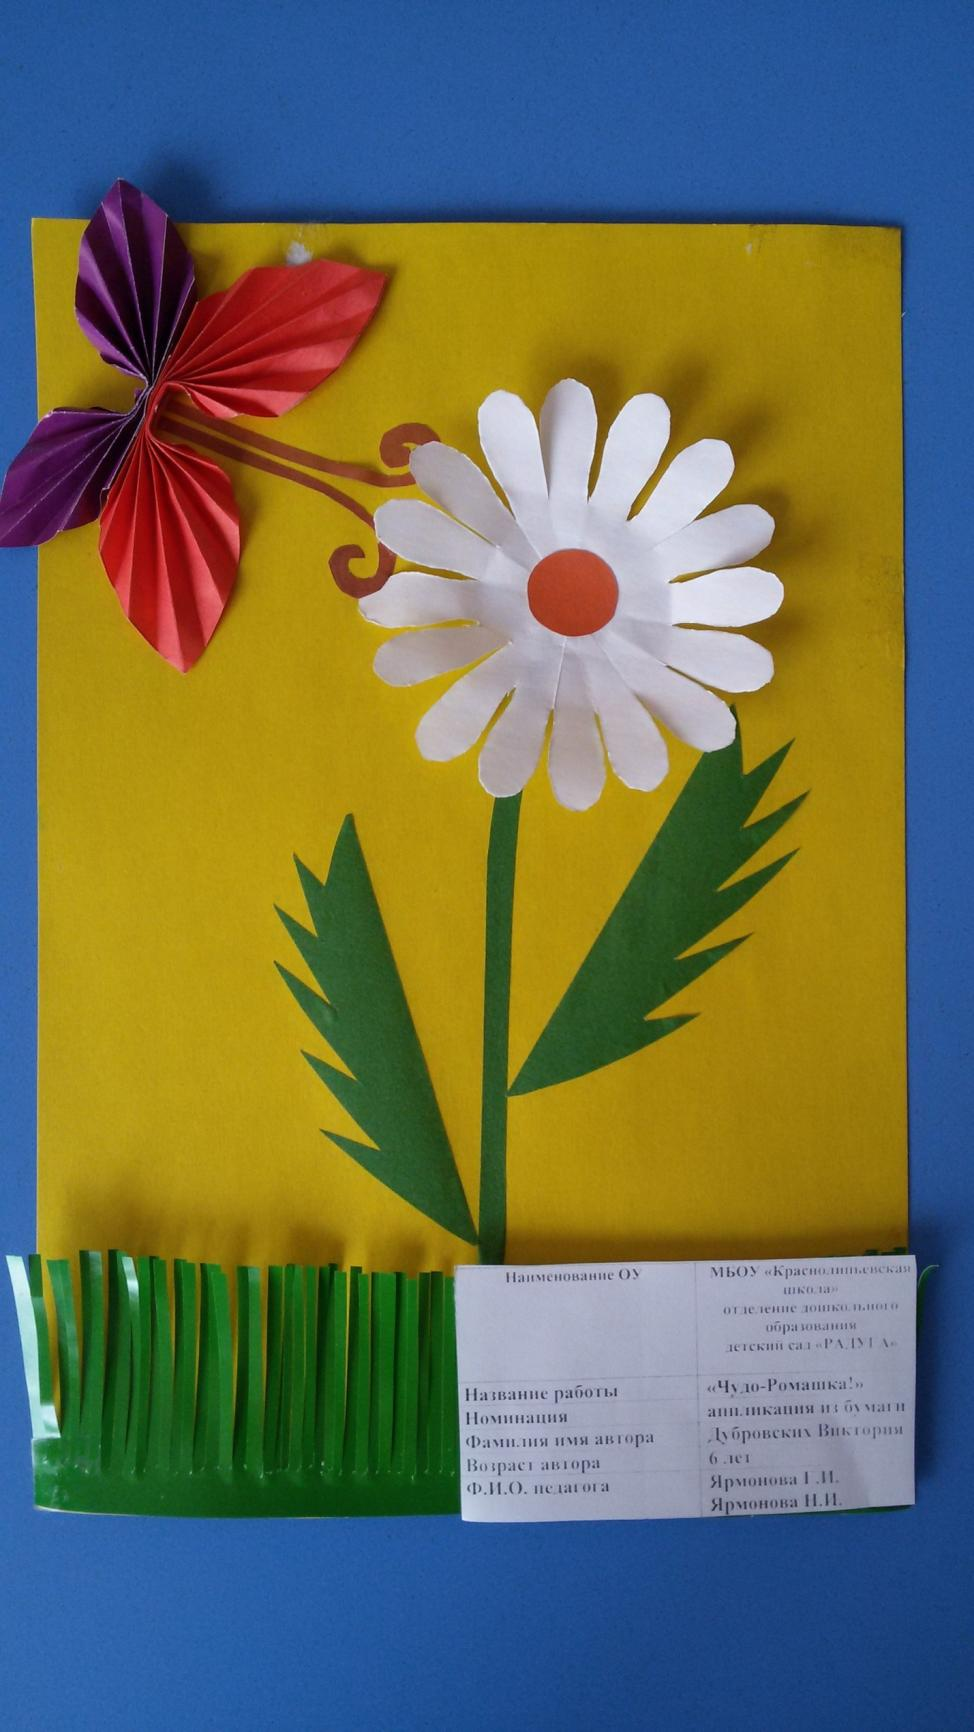 Наименование ОУ
МБОУ «Краснолипьевская
школа»
отделение дошкольного
образования
детский сад «РАДУГА»
Название работы
«Чудо-Ромашка!»
Номинация
аппликация из бумаги
Фамилия имя автора
Дубровских Виктория
Возраст автора
6 лет
Ф.И.О. педагога
Ярмонова Г.И.
Ярмонова Н.И.